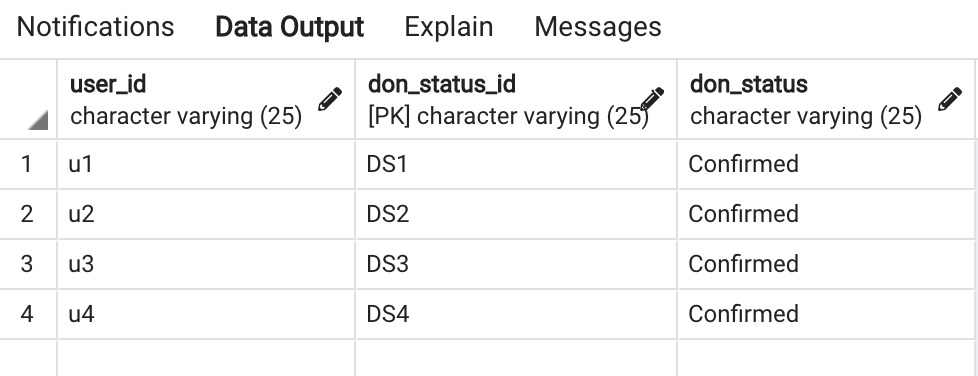 Notifications Data Output Explain Messages
user_id don_status_id don_status
character varying (25) [PK] character varying (25) character varying (25)
1 u1 DS1 Confirmed
2 u2 DS2 Confirmed
3 u3 DS3 Confirmed
4 u4 DS4 Confirmed